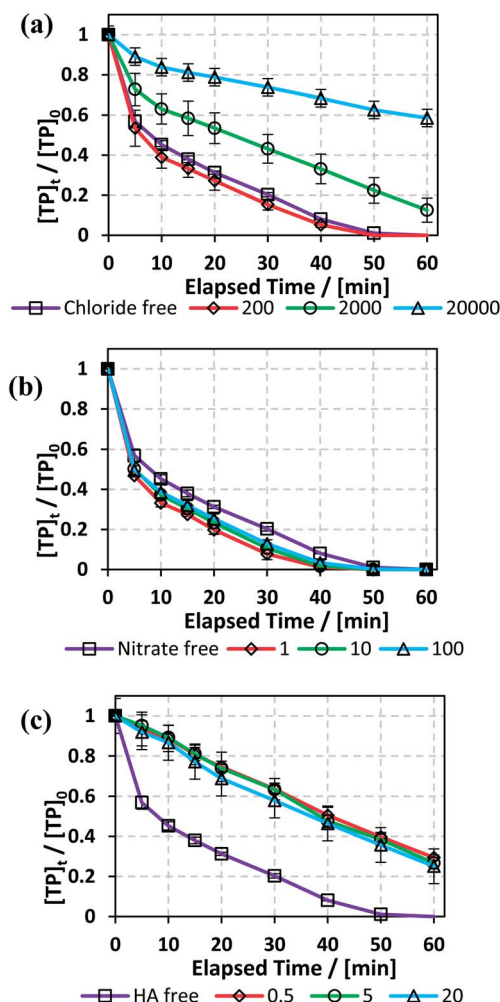 (a)
[TP]t / [TP]0
1
0.8
0.6
0.4
0.2
0
0 10 20 30 40 50 60
Elapsed Time / [min]
Chloride free 200 2000 20000
(b)
[TP]t / [TP]0
1
0.8
0.6
0.4
0.2
0
0 10 20 30 40 50 60
Elapsed Time / [min]
Nitrate free 1 10 100
(c)
[TP]t / [TP]0
1
0.8
0.6
0.4
0.2
0
0 10 20 30 40 50 60
Elapsed Time / [min]
HA free 0.5 5 20